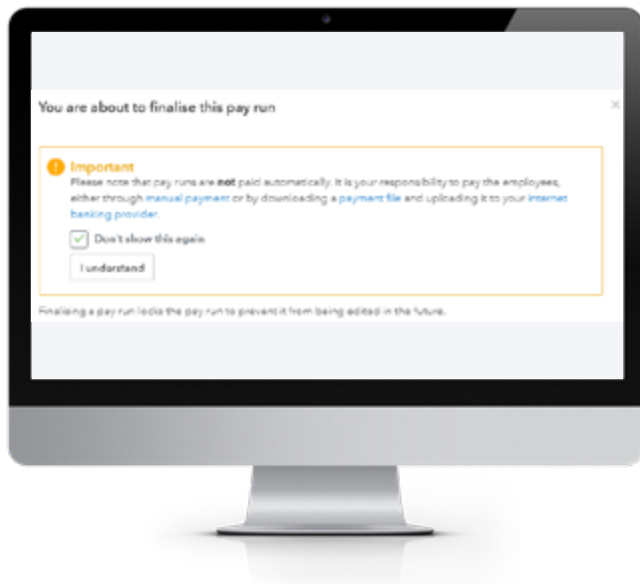 You are about to finalise this pay run
Important
Please note that pay runs are not paid automatically. It is your responsibility to pay the employees,
either through manual payment or by downloading a payment file and uploading it to your internet
banking provider.
Don't show this again
I understand
Finalising a pay run locks the pay run to prevent it from being edited in the future.